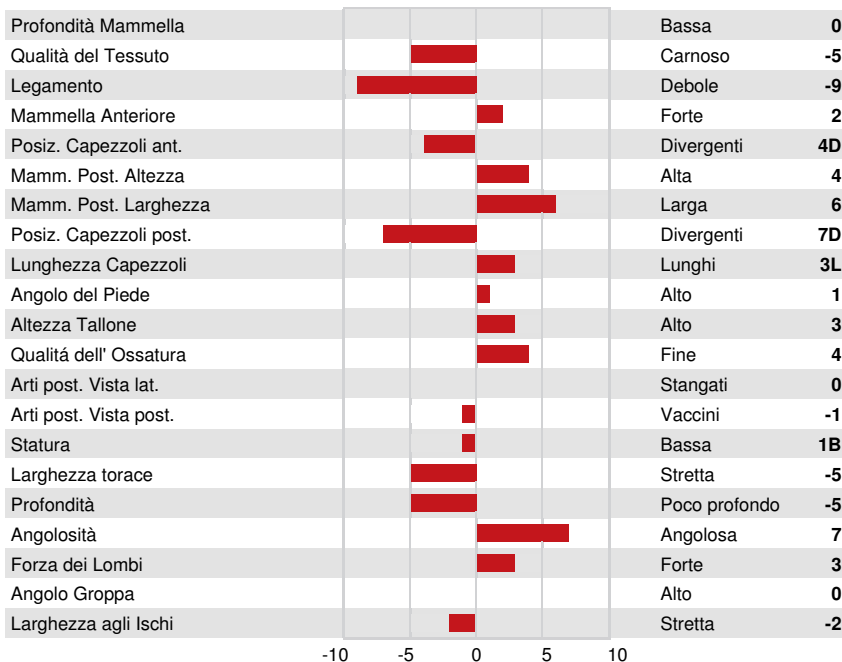 Profondità Mammella Bassa 0
Qualità del Tessuto Carnoso -5
Legamento Debole -9
Mammella Anteriore Forte 2
Posiz. Capezzoli ant. Divergenti 4D
Mamm. Post. Altezza Alta 4
Mamm. Post. Larghezza Larga 6
Posiz. Capezzoli post. Divergenti 7D
Lunghezza Capezzoli Lunghi 3L
Angolo del Piede Alto 1
Altezza Tallone Alto 3
Qualitá dell' Ossatura Fine 4
Arti post. Vista lat. Stangati 0
Arti post. Vista post. Vaccini -1
Statura Bassa 1B
Larghezza torace Stretta -5
Profondità Poco profondo -5
Angolosità Angolosa 7
Forza dei Lombi Forte 3
Angolo Groppa Alto 0
Larghezza agli Ischi Stretta -2
-10 -5 0 5 10